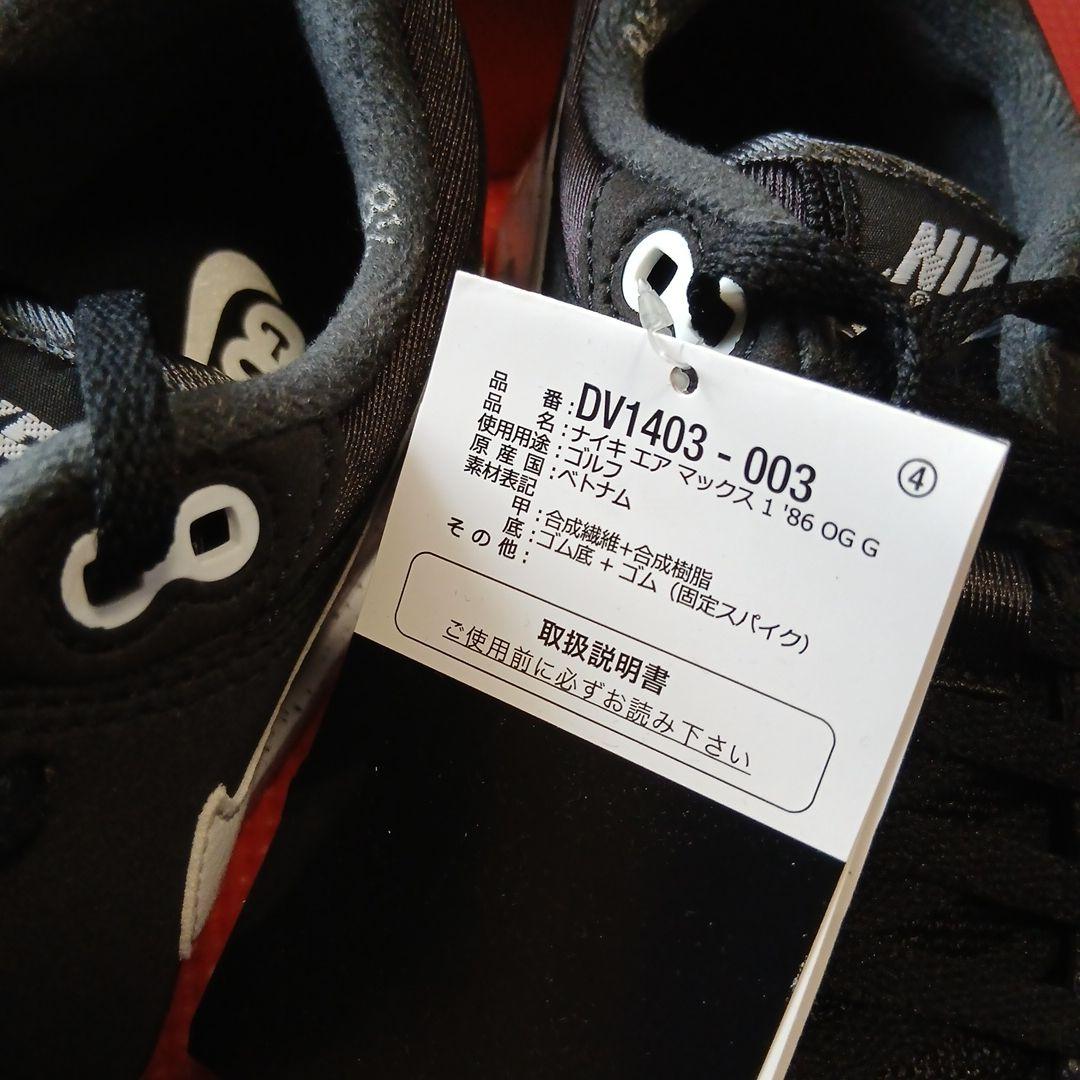 品番:DV1403-003
品名:ナイキ エア マックス 1 '86 OG G
使用用途:ゴルフ
原産国:ベトナム
素材表記
甲:合成繊維+合成樹脂
底:ゴム底 + ゴム (固定スパイク)
その他:
④
取扱説明書
ご使用前に必ずお読み下さい